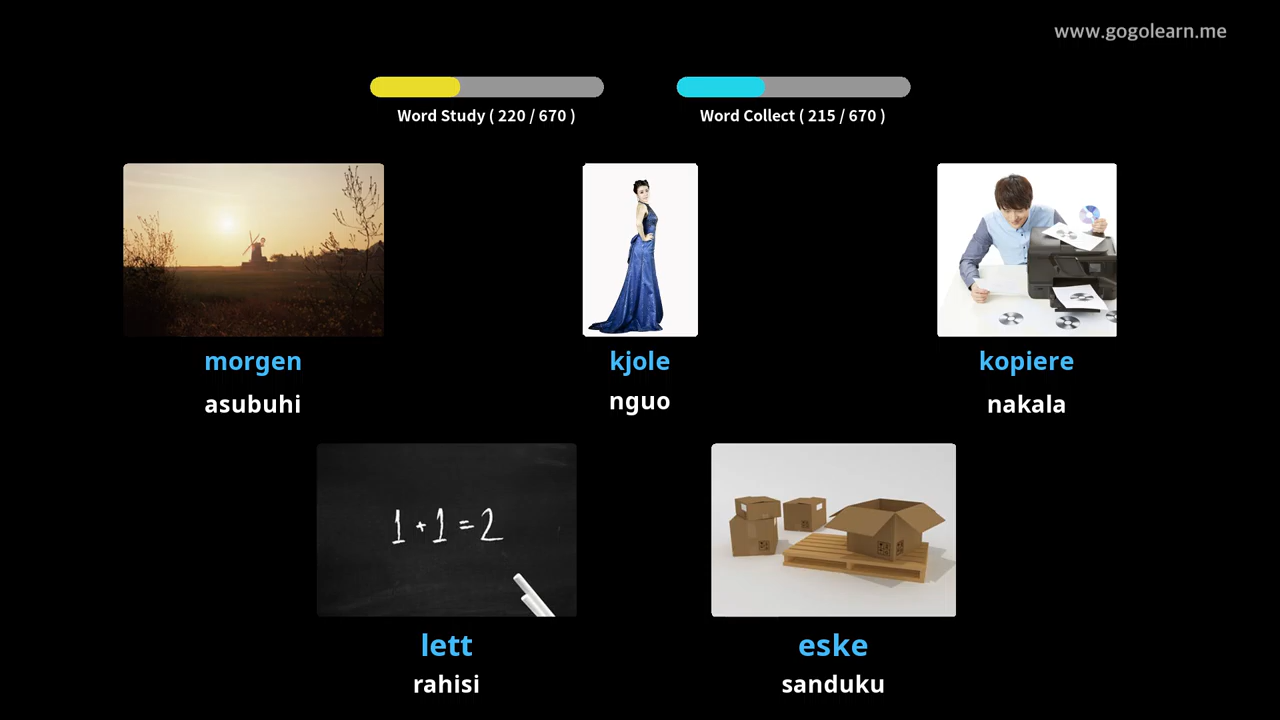 www.gogolearn.me
Word Study ( 220 / 670 )
Word Collect ( 215 / 670 )
morgen
kjole
kopiere
asubuhi
nguo
nakala
1+1=2
lett
eske
rahisi
sanduku